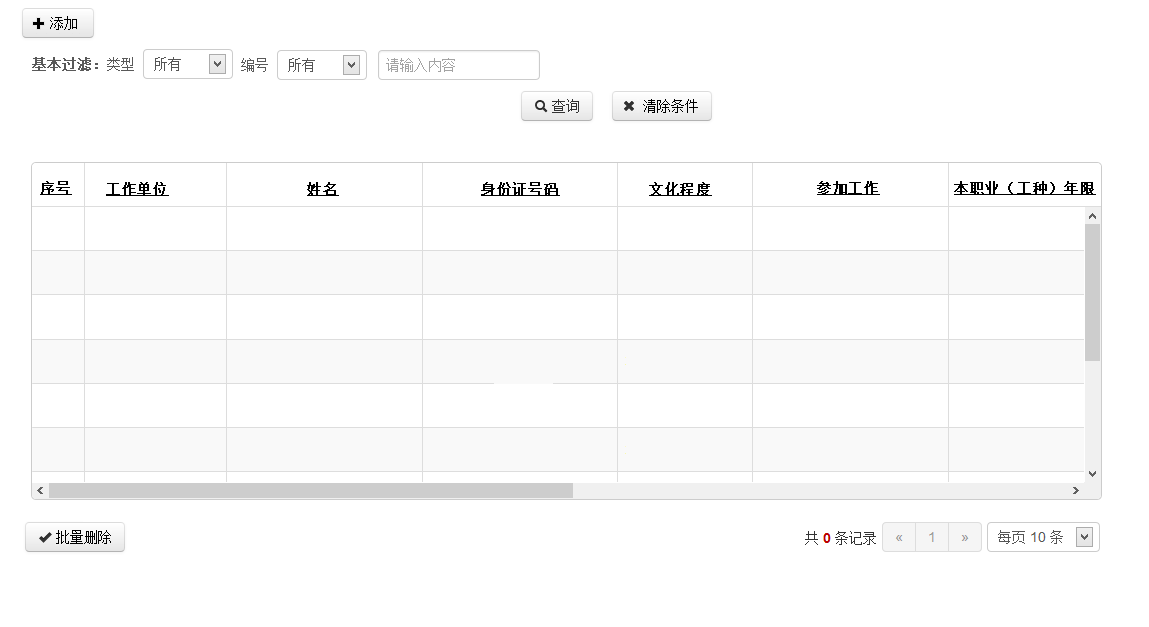 添加
基本过滤：类型 所有 编号 所有 请输入内容
查询 清除条件
序号 工作单位 姓名 身份证号码 文化程度 参加工作 本职业（工种）年限
批量删除 共 0 条记录 « 1 » 每页 10 条